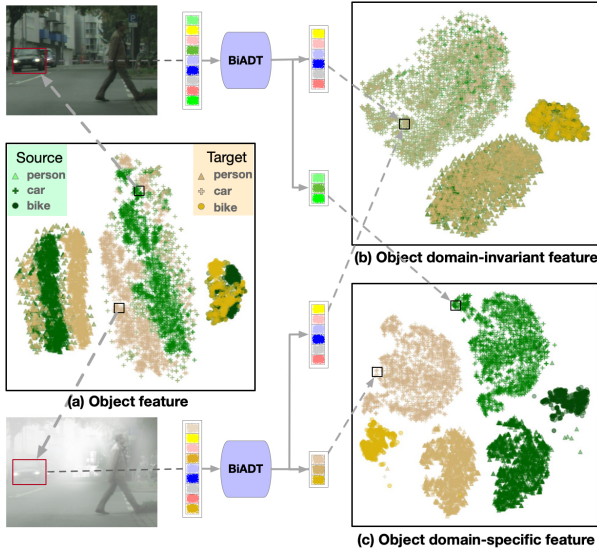 BiADT
Source
person
car
bike
Target
person
car
bike
(a) Object feature
(b) Object domain-invariant feature
BiADT
(c) Object domain-specific feature